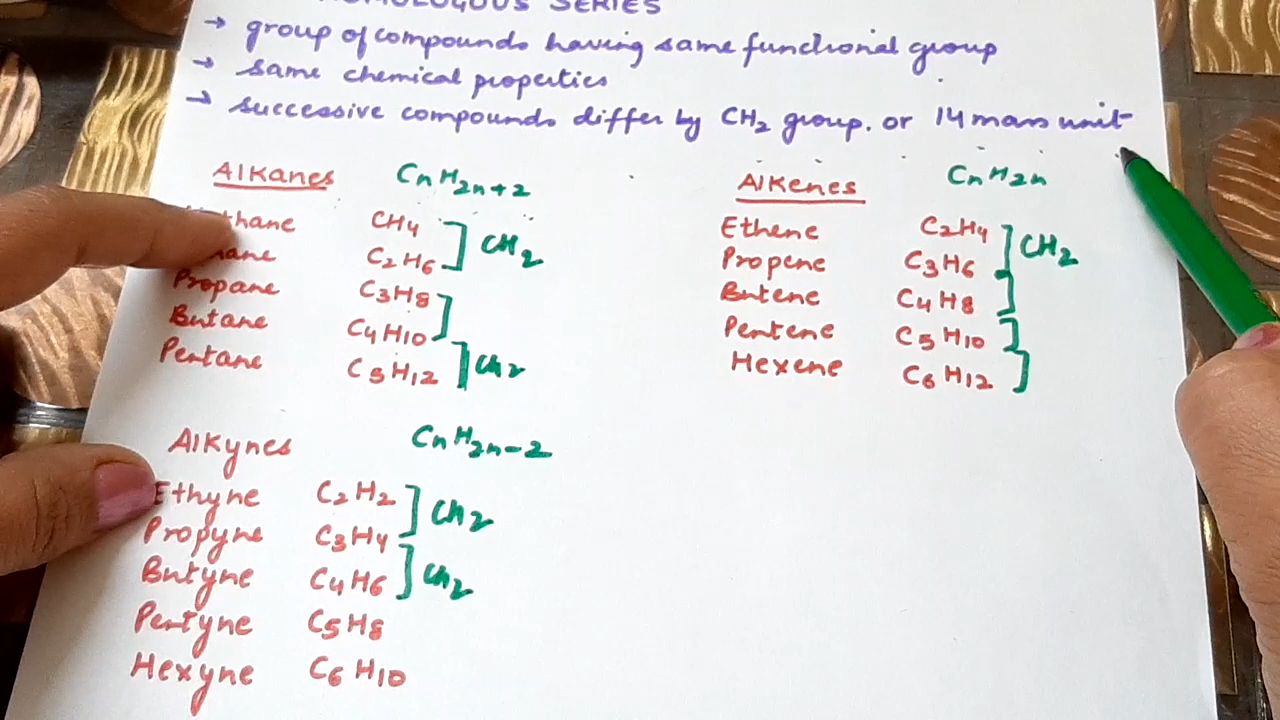 HOMOLOGOUS SERIES
→ group of compounds having same functional group
→ same chemical properties
→ successive compounds differ by CH2 group. or 14 mass unit
Alkanes CnH2n+2
CH4
C2H6
CH2
Propane C3H8
Butane C4H10
Pentane C5H12
CH2
Alkenes CnH2n
Ethene C2H4
Propene C3H6
CH2
Butene C4H8
Pentene C5H10
Hexene C6H12
Alkynes CnH2n-2
Ethyne C2H2
Propyne C3H4
CH2
Butyne C4H6
CH2
Pentyne C5H8
Hexyne C6H10